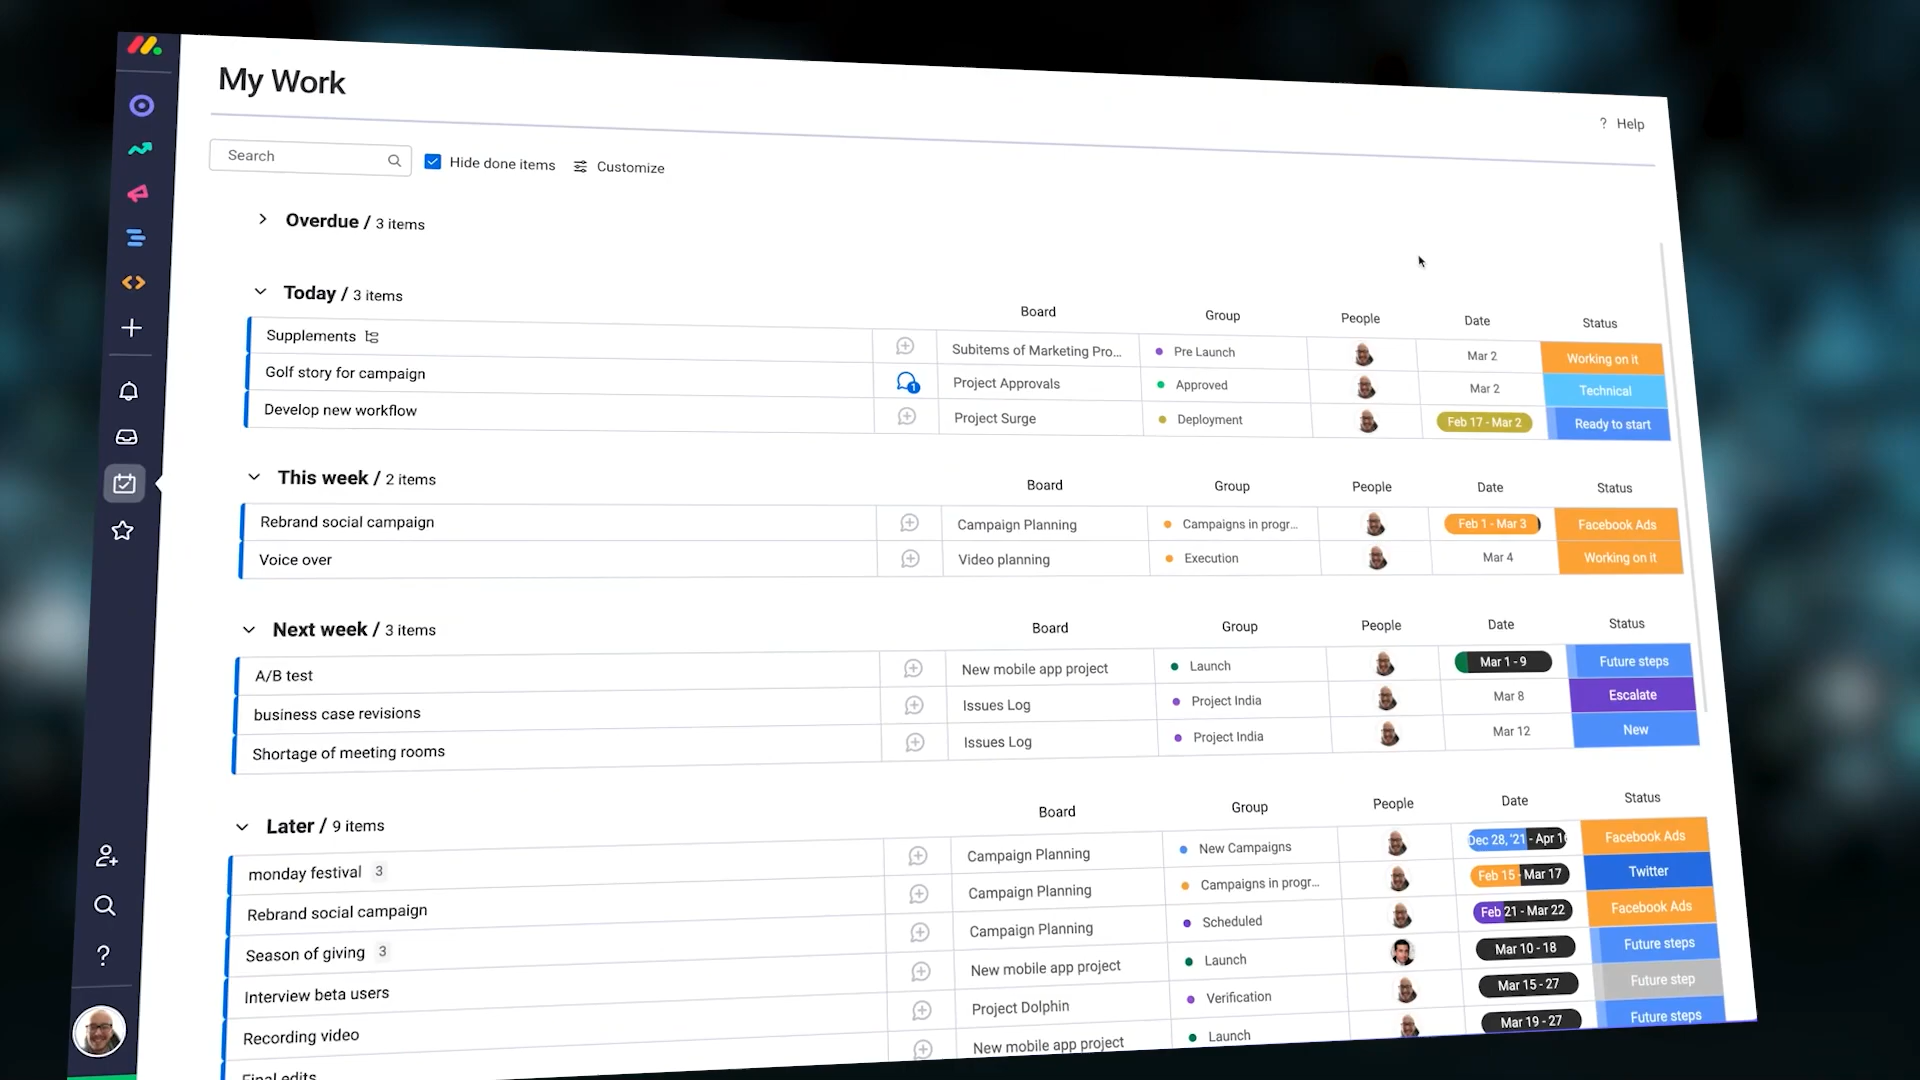 My Work
? Help
Search
Hide done items
Customize
Overdue / 3 items
Today / 3 items
Board Group People Date Status
Supplements Subitems of Marketing Pro... Pre Launch Mar 2 Working on it
Golf story for campaign 1 Project Approvals Approved Mar 2 Technical
Develop new workflow Project Surge Deployment Feb 17 - Mar 2 Ready to start
This week / 2 items
Board Group People Date Status
Rebrand social campaign Campaign Planning Campaigns in progr... Feb 1 - Mar 3 Facebook Ads
Voice over Video planning Execution Mar 4 Working on it
Next week / 3 items
Board Group People Date Status
A/B test New mobile app project Launch Mar 1 - 9 Future steps
business case revisions Issues Log Project India Mar 8 Escalate
Shortage of meeting rooms Issues Log Project India Mar 12 New
Later / 9 items
Board Group People Date Status
monday festival 3 Campaign Planning New Campaigns Dec 28, '21 - Apr 16 Facebook Ads
Rebrand social campaign Campaign Planning Campaigns in progr... Feb 15 - Mar 17 Twitter
Season of giving 3 Campaign Planning Scheduled Feb 21 - Mar 22 Facebook Ads
Interview beta users New mobile app project Launch Mar 10 - 18 Future steps
Recording video Project Dolphin Verification Mar 15 - 27 Future step
Final edits New mobile app project Launch Mar 19 - 27 Future steps
?